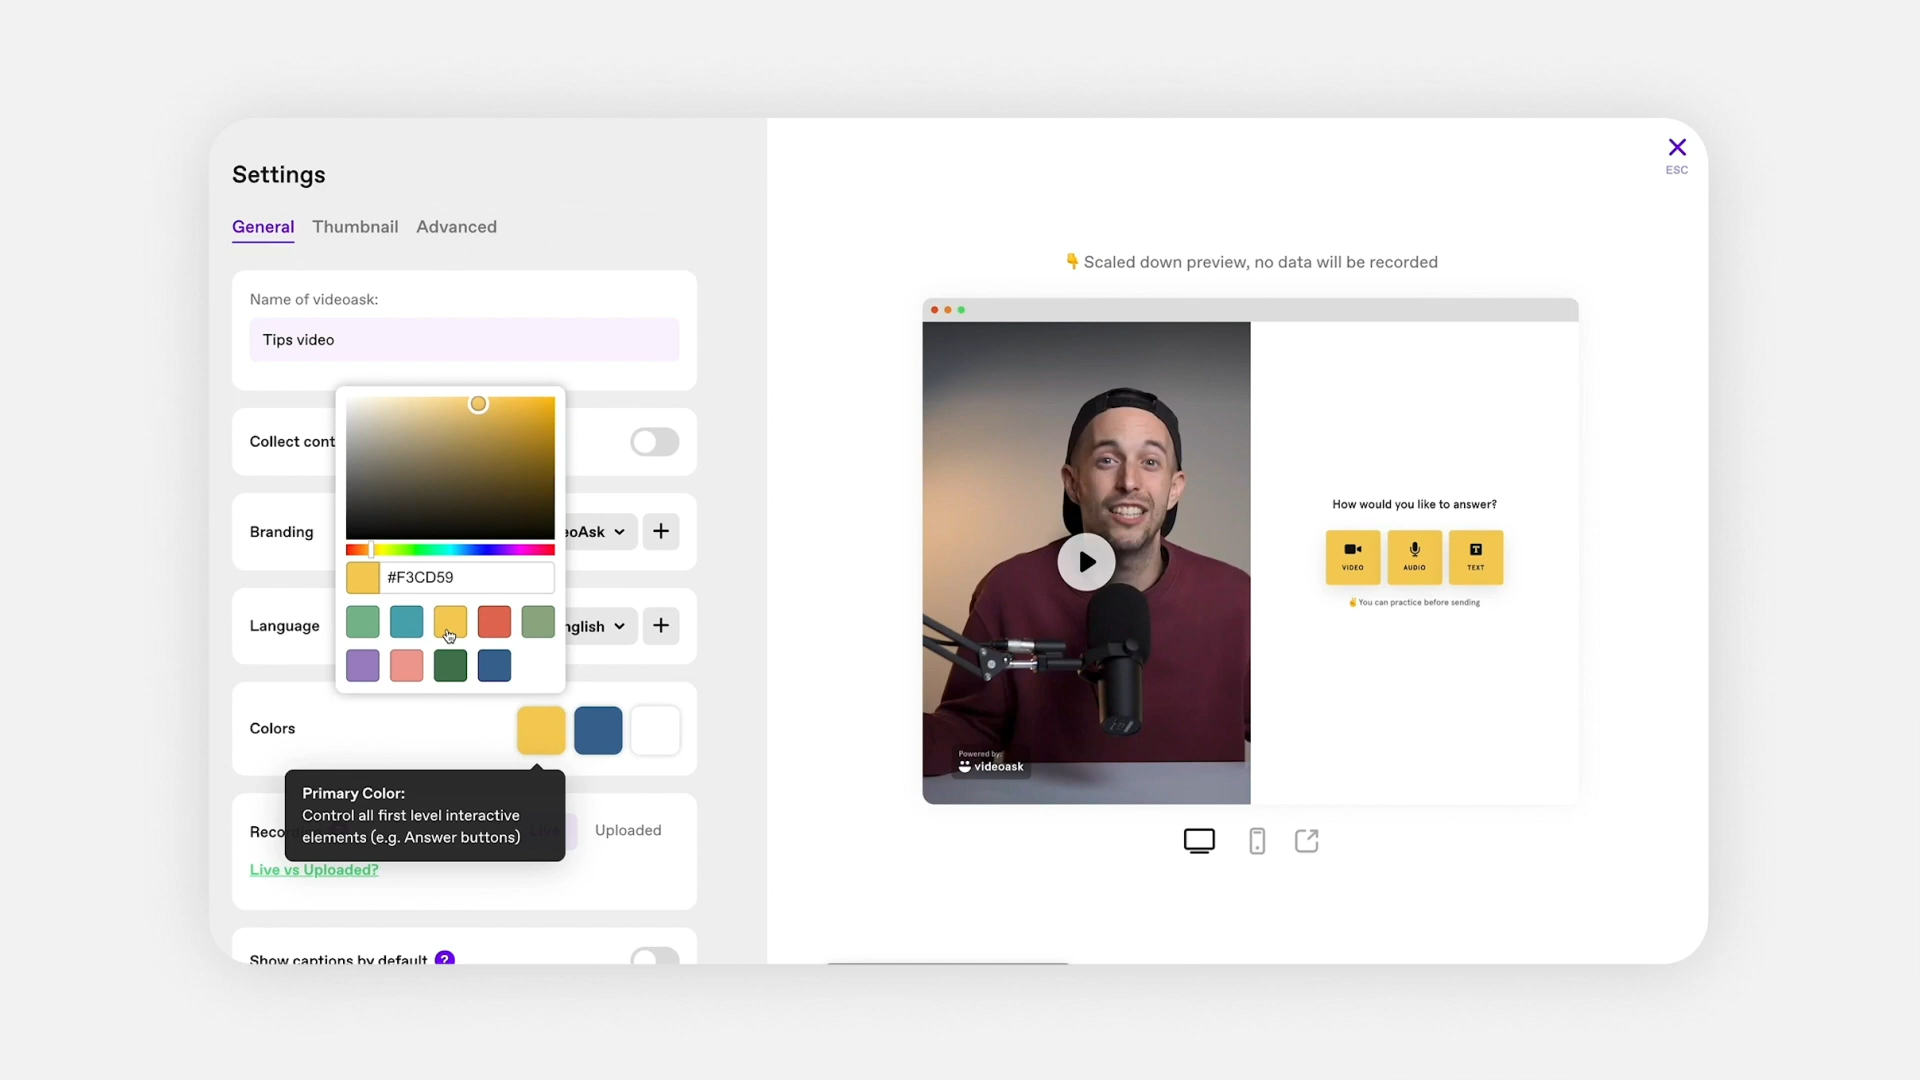 Settings
General Thumbnail Advanced
Name of videoask:
Tips video
Collect cont
Branding
eoAsk
#F3CD59
Language
nglish
Colors
Primary Color:
Control all first level interactive
elements (e.g. Answer buttons)
Live
Uploaded
Live vs Uploaded?
Show captions by default ?
ESC
👇 Scaled down preview, no data will be recorded
How would you like to answer?
VIDEO AUDIO TEXT
✌️You can practice before sending
Powered by:
videoask